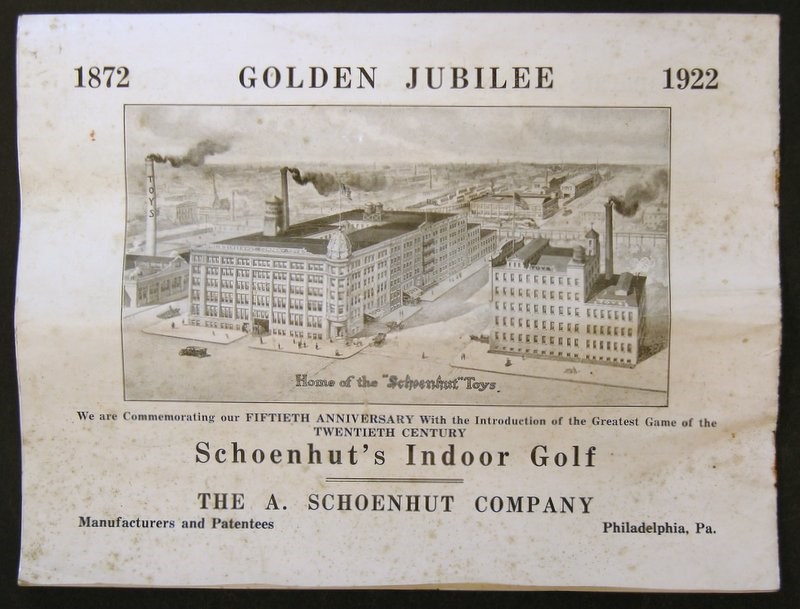 1872 GOLDEN JUBILEE 1922
TOYS
TOYS
Home of the "Schoenhut" Toys.
We are Commemorating our FIFTIETH ANNIVERSARY With the Introduction of the Greatest Game of the
TWENTIETH CENTURY
Schoenhut's Indoor Golf
THE A. SCHOENHUT COMPANY
Manufacturers and Patentees Philadelphia, Pa.